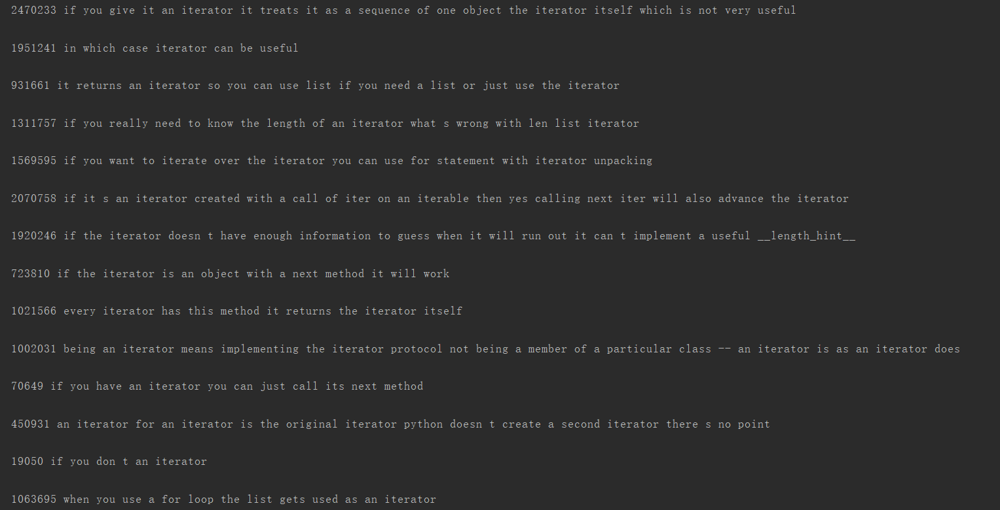 2470233 if you give it an iterator it treats it as a sequence of one object the iterator itself which is not very useful
1951241 in which case iterator can be useful
931661 it returns an iterator so you can use list if you need a list or just use the iterator
1311757 if you really need to know the length of an iterator what s wrong with len list iterator
1569595 if you want to iterate over the iterator you can use for statement with iterator unpacking
2070758 if it s an iterator created with a call of iter on an iterable then yes calling next iter will also advance the iterator
1920246 if the iterator doesn t have enough information to guess when it will run out it can t implement a useful __length_hint__
723810 if the iterator is an object with a next method it will work
1021566 every iterator has this method it returns the iterator itself
1002031 being an iterator means implementing the iterator protocol not being a member of a particular class -- an iterator is as an iterator does
70649 if you have an iterator you can just call its next method
450931 an iterator for an iterator is the original iterator python doesn t create a second iterator there s no point
19050 if you don t an iterator
1063695 when you use a for loop the list gets used as an iterator